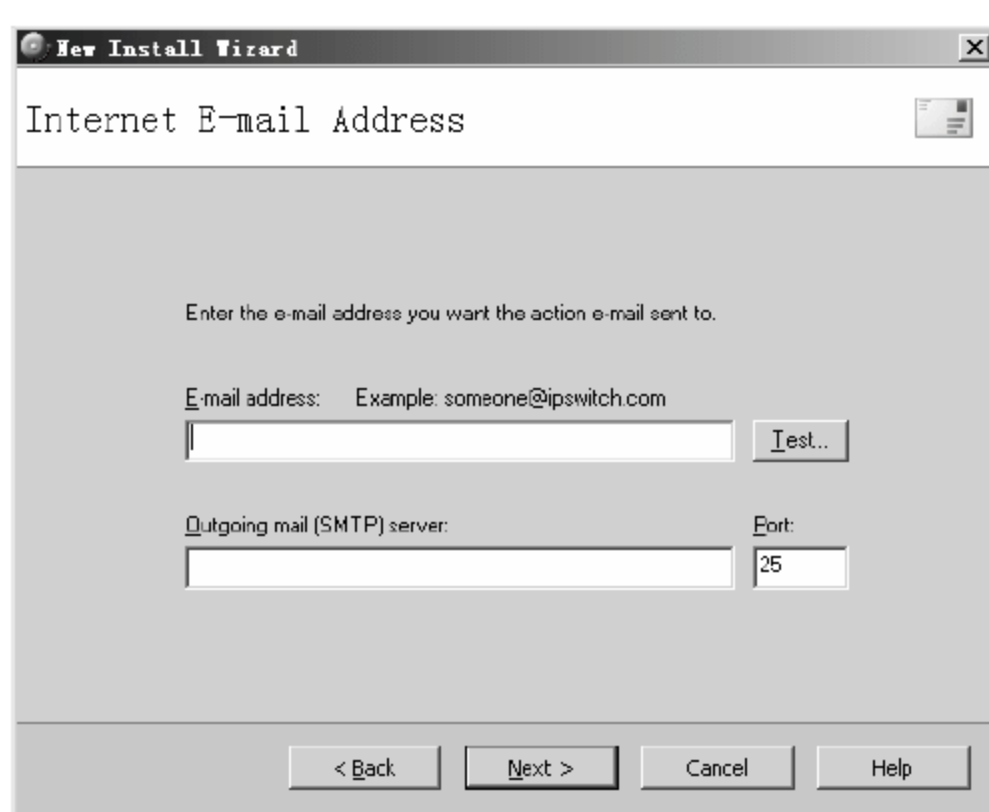 New Install Wizard
Internet E-mail Address
Enter the e-mail address you want the action e-mail sent to.
E-mail address: Example: someone@ipswitch.com
Test...
Outgoing mail (SMTP) server: Port:
25
< Back Next > Cancel Help